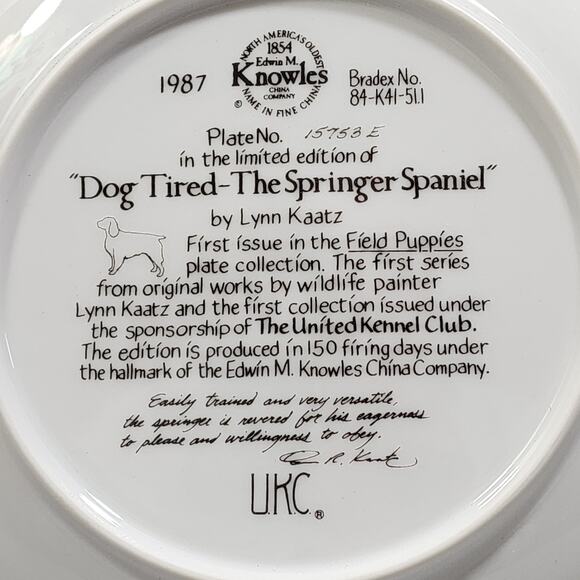 NORTH AMERICA'S OLDEST
1854
Edwin M.
Knowles
CHINA
COMPANY
© NAME IN FINE CHINA
1987
Bradex No.
84-K41-51.1
Plate No. 15753 E
in the limited edition of
"Dog Tired-The Springer Spaniel"
by Lynn Kaatz
First issue in the Field Puppies
plate collection. The first series
from original works by wildlife painter
Lynn Kaatz and the first collection issued under
the sponsorship of The United Kennel Club.
The edition is produced in 150 firing days under
the hallmark of the Edwin M. Knowles China Company.
Easily trained and very versatile,
the springer is revered for his eagerness
to please and willingness to obey.
R. Kaatz
U.K.C.®